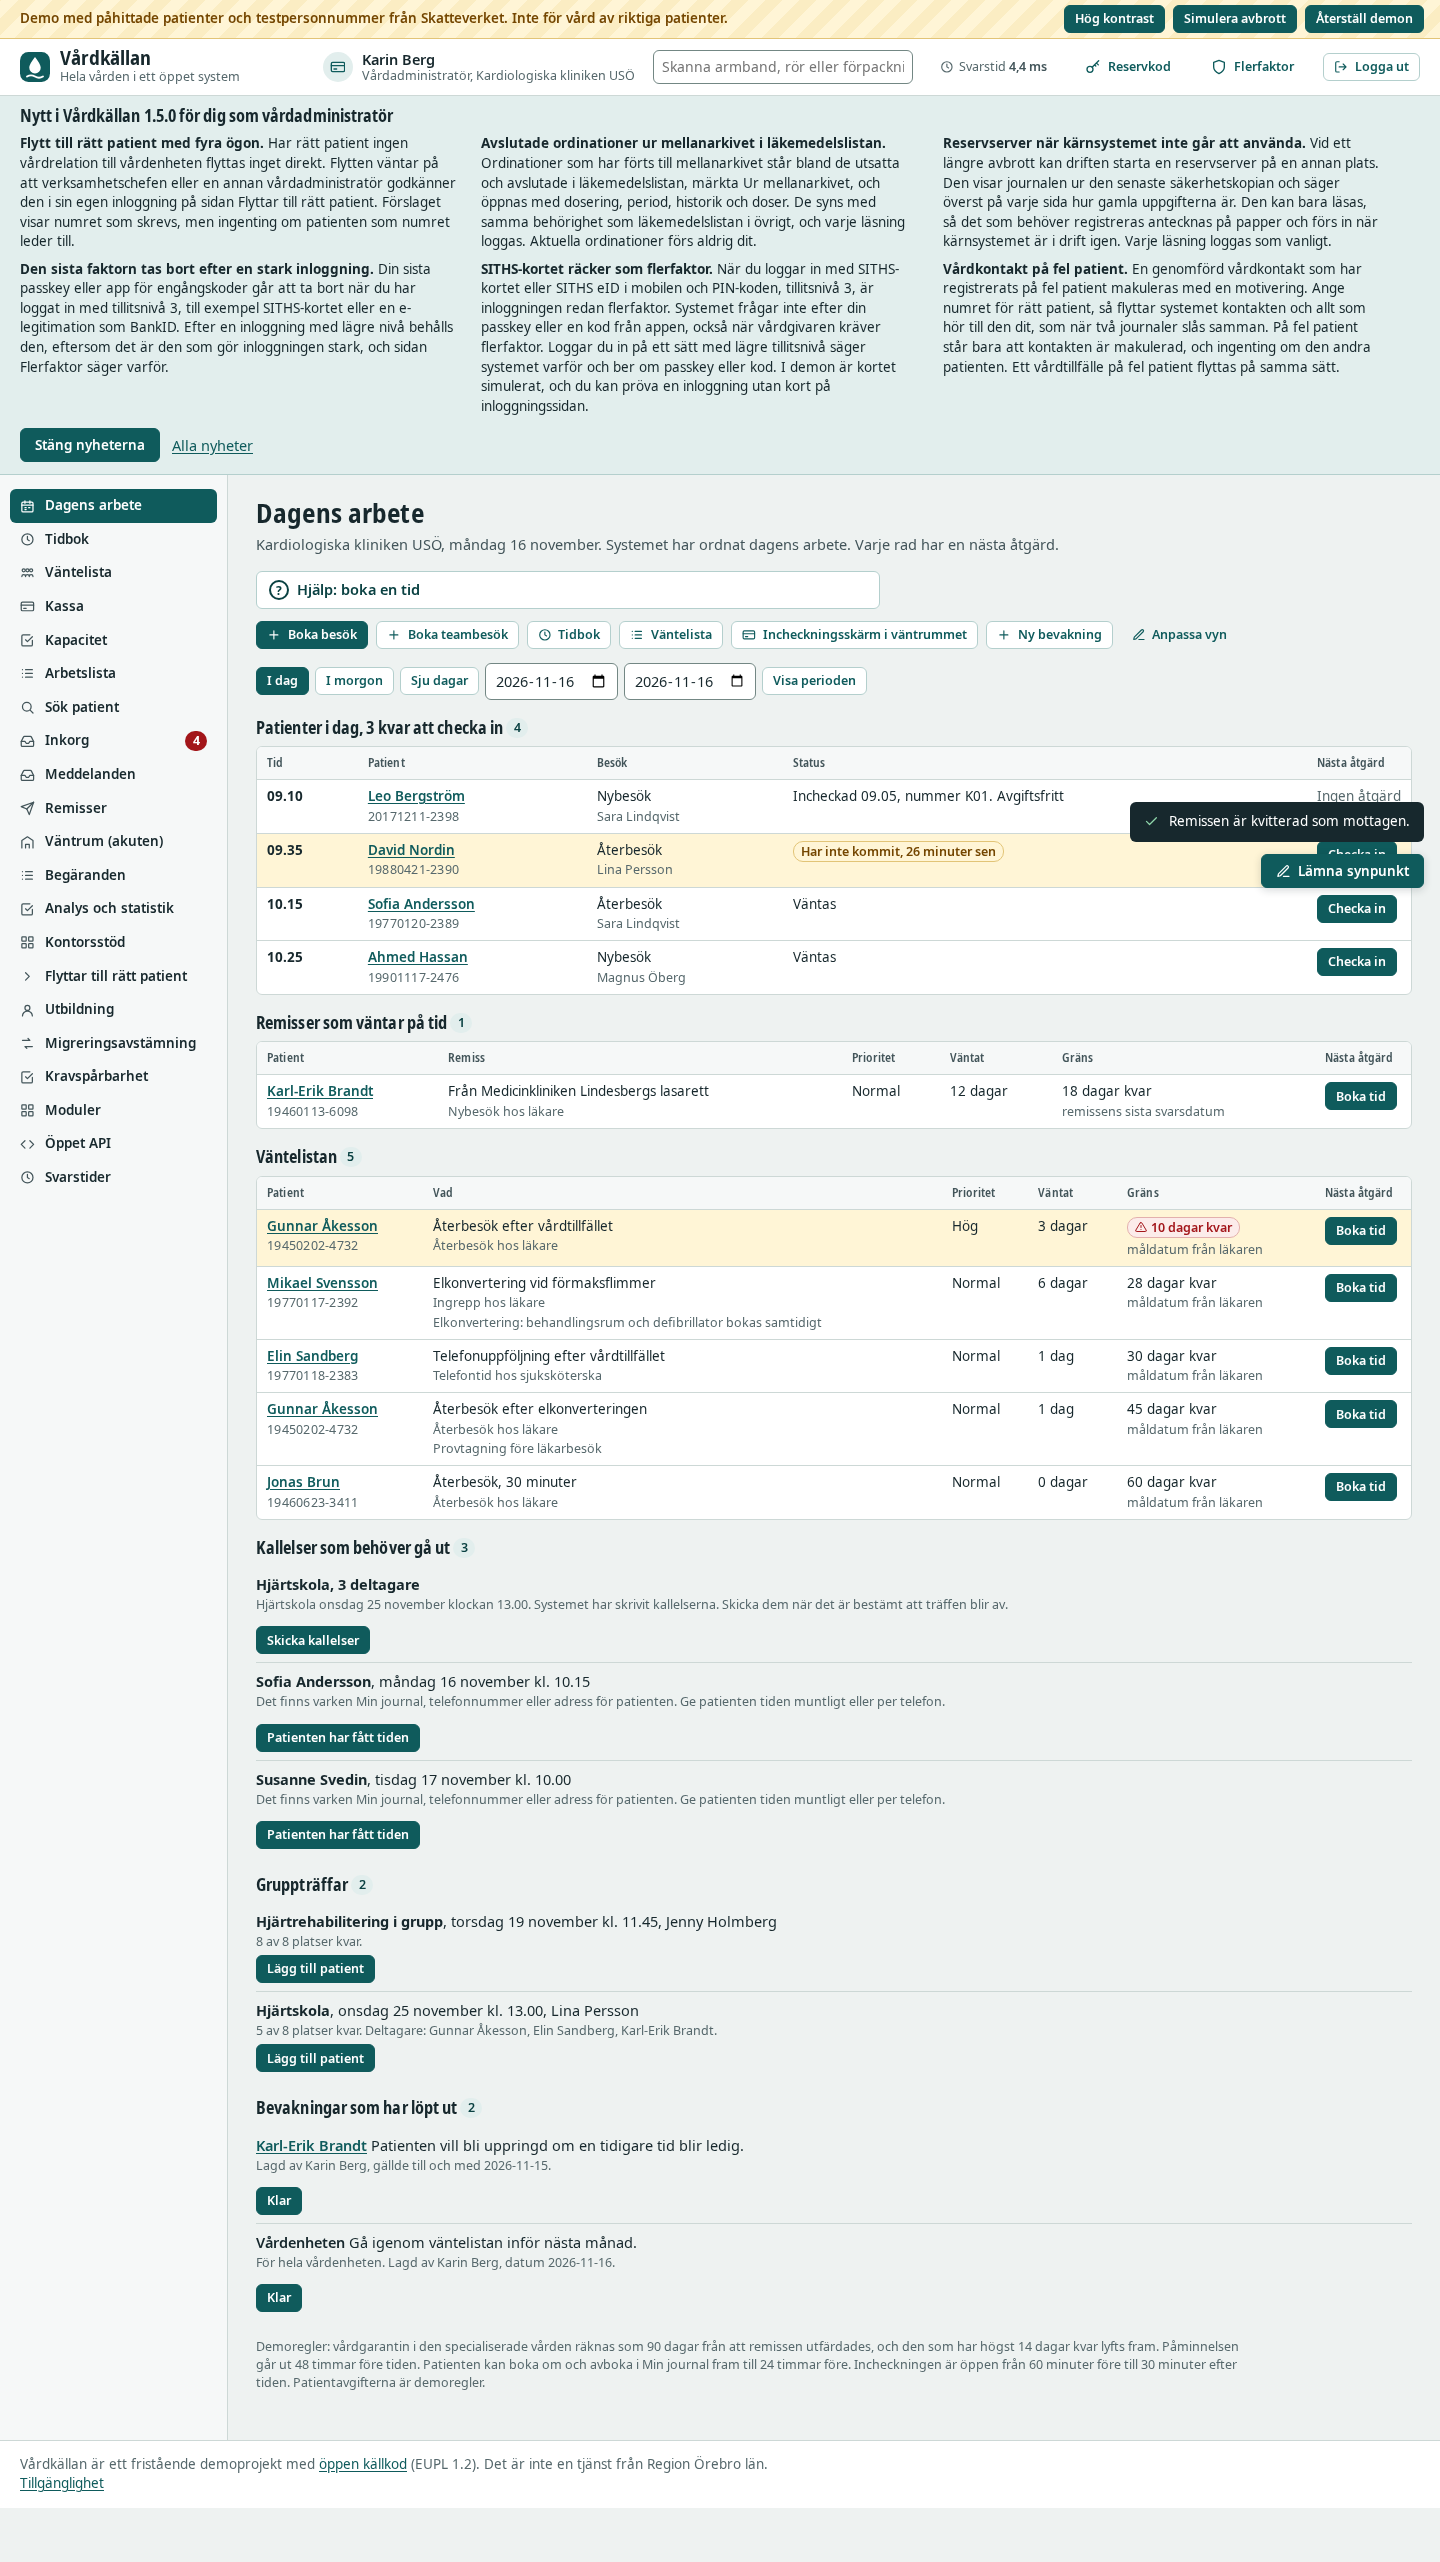 Demo med påhittade patienter och testpersonnummer från Skatteverket. Inte för vård av riktiga patienter.
Hög kontrast
Simulera avbrott
Återställ demon
Vårdkällan
Hela vården i ett öppet system
Karin Berg
Vårdadministratör, Kardiologiska kliniken USÖ
Skanna armband, rör eller förpackni
Svarstid 4,4 ms
Reservkod
Flerfaktor
Logga ut
Nytt i Vårdkällan 1.5.0 för dig som vårdadministratör
Flytt till rätt patient med fyra ögon. Har rätt patient ingen
vårdrelation till vårdenheten flyttas inget direkt. Flytten väntar på
att verksamhetschefen eller en annan vårdadministratör godkänner
den i sin egen inloggning på sidan Flyttar till rätt patient. Förslaget
visar numret som skrevs, men ingenting om patienten som numret
leder till.
Den sista faktorn tas bort efter en stark inloggning. Din sista
passkey eller app för engångskoder går att ta bort när du har
loggat in med tillitsnivå 3, till exempel SITHS-kortet eller en e-
legitimation som BankID. Efter en inloggning med lägre nivå behålls
den, eftersom det är den som gör inloggningen stark, och sidan
Flerfaktor säger varför.
Avslutade ordinationer ur mellanarkivet i läkemedelslistan.
Ordinationer som har förts till mellanarkivet står bland de utsatta
och avslutade i läkemedelslistan, märkta Ur mellanarkivet, och
öppnas med dosering, period, historik och doser. De syns med
samma behörighet som läkemedelslistan i övrigt, och varje läsning
loggas. Aktuella ordinationer förs aldrig dit.
SITHS-kortet räcker som flerfaktor. När du loggar in med SITHS-
kortet eller SITHS eID i mobilen och PIN-koden, tillitsnivå 3, är
inloggningen redan flerfaktor. Systemet frågar inte efter din
passkey eller en kod från appen, också när vårdgivaren kräver
flerfaktor. Loggar du in på ett sätt med lägre tillitsnivå säger
systemet varför och ber om passkey eller kod. I demon är kortet
simulerat, och du kan pröva en inloggning utan kort på
inloggningssidan.
Reservserver när kärnsystemet inte går att använda. Vid ett
längre avbrott kan driften starta en reservserver på en annan plats.
Den visar journalen ur den senaste säkerhetskopian och säger
överst på varje sida hur gamla uppgifterna är. Den kan bara läsas,
så det som behöver registreras antecknas på papper och förs in när
kärnsystemet är i drift igen. Varje läsning loggas som vanligt.
Vårdkontakt på fel patient. En genomförd vårdkontakt som har
registrerats på fel patient makuleras med en motivering. Ange
numret för rätt patient, så flyttar systemet kontakten och allt som
hör till den dit, som när två journaler slås samman. På fel patient
står bara att kontakten är makulerad, och ingenting om den andra
patienten. Ett vårdtillfälle på fel patient flyttas på samma sätt.
Stäng nyheterna
Alla nyheter
Dagens arbete
Tidbok
Väntelista
Kassa
Kapacitet
Arbetslista
Sök patient
Inkorg 4
Meddelanden
Remisser
Väntrum (akuten)
Begäranden
Analys och statistik
Kontorsstöd
Flyttar till rätt patient
Utbildning
Migreringsavstämning
Kravspårbarhet
Moduler
Öppet API
Svarstider
Dagens arbete
Kardiologiska kliniken USÖ, måndag 16 november. Systemet har ordnat dagens arbete. Varje rad har en nästa åtgärd.
? Hjälp: boka en tid
Boka besök
Boka teambesök
Tidbok
Väntelista
Incheckningsskärm i väntrummet
Ny bevakning
Anpassa vyn
I dag
I morgon
Sju dagar
2026-11-16
2026-11-16
Visa perioden
Patienter i dag, 3 kvar att checka in 4
Tid Patient Besök Status Nästa åtgärd
09.10 Leo Bergström Nybesök Incheckad 09.05, nummer K01. Avgiftsfritt Ingen åtgärd
20171211-2398 Sara Lindqvist
Remissen är kvitterad som mottagen.
09.35 David Nordin Återbesök Har inte kommit, 26 minuter sen
19880421-2390 Lina Persson
Lämna synpunkt
10.15 Sofia Andersson Återbesök Väntas Checka in
19770120-2389 Sara Lindqvist
10.25 Ahmed Hassan Nybesök Väntas Checka in
19901117-2476 Magnus Öberg
Remisser som väntar på tid 1
Patient Remiss Prioritet Väntat Gräns Nästa åtgärd
Karl-Erik Brandt Från Medicinkliniken Lindesbergs lasarett Normal 12 dagar 18 dagar kvar Boka tid
19460113-6098 Nybesök hos läkare remissens sista svarsdatum
Väntelistan 5
Patient Vad Prioritet Väntat Gräns Nästa åtgärd
Gunnar Åkesson Återbesök efter vårdtillfället Hög 3 dagar 10 dagar kvar Boka tid
19450202-4732 Återbesök hos läkare måldatum från läkaren
Mikael Svensson Elkonvertering vid förmaksflimmer Normal 6 dagar 28 dagar kvar Boka tid
19770117-2392 Ingrepp hos läkare måldatum från läkaren
Elkonvertering: behandlingsrum och defibrillator bokas samtidigt
Elin Sandberg Telefonuppföljning efter vårdtillfället Normal 1 dag 30 dagar kvar Boka tid
19770118-2383 Telefontid hos sjuksköterska måldatum från läkaren
Gunnar Åkesson Återbesök efter elkonverteringen Normal 1 dag 45 dagar kvar Boka tid
19450202-4732 Återbesök hos läkare måldatum från läkaren
Provtagning före läkarbesök
Jonas Brun Återbesök, 30 minuter Normal 0 dagar 60 dagar kvar Boka tid
19460623-3411 Återbesök hos läkare måldatum från läkaren
Kallelser som behöver gå ut 3
Hjärtskola, 3 deltagare
Hjärtskola onsdag 25 november klockan 13.00. Systemet har skrivit kallelserna. Skicka dem när det är bestämt att träffen blir av.
Skicka kallelser
Sofia Andersson, måndag 16 november kl. 10.15
Det finns varken Min journal, telefonnummer eller adress för patienten. Ge patienten tiden muntligt eller per telefon.
Patienten har fått tiden
Susanne Svedin, tisdag 17 november kl. 10.00
Det finns varken Min journal, telefonnummer eller adress för patienten. Ge patienten tiden muntligt eller per telefon.
Patienten har fått tiden
Gruppträffar 2
Hjärtrehabilitering i grupp, torsdag 19 november kl. 11.45, Jenny Holmberg
8 av 8 platser kvar.
Lägg till patient
Hjärtskola, onsdag 25 november kl. 13.00, Lina Persson
5 av 8 platser kvar. Deltagare: Gunnar Åkesson, Elin Sandberg, Karl-Erik Brandt.
Lägg till patient
Bevakningar som har löpt ut 2
Karl-Erik Brandt Patienten vill bli uppringd om en tidigare tid blir ledig.
Lagd av Karin Berg, gällde till och med 2026-11-15.
Klar
Vårdenheten Gå igenom väntelistan inför nästa månad.
För hela vårdenheten. Lagd av Karin Berg, datum 2026-11-16.
Klar
Demoregler: vårdgarantin i den specialiserade vården räknas som 90 dagar från att remissen utfärdades, och den som har högst 14 dagar kvar lyfts fram. Påminnelsen
går ut 48 timmar före tiden. Patienten kan boka om och avboka i Min journal fram till 24 timmar före. Incheckningen är öppen från 60 minuter före till 30 minuter efter
tiden. Patientavgifterna är demoregler.
Vårdkällan är ett fristående demoprojekt med öppen källkod (EUPL 1.2). Det är inte en tjänst från Region Örebro län.
Tillgänglighet